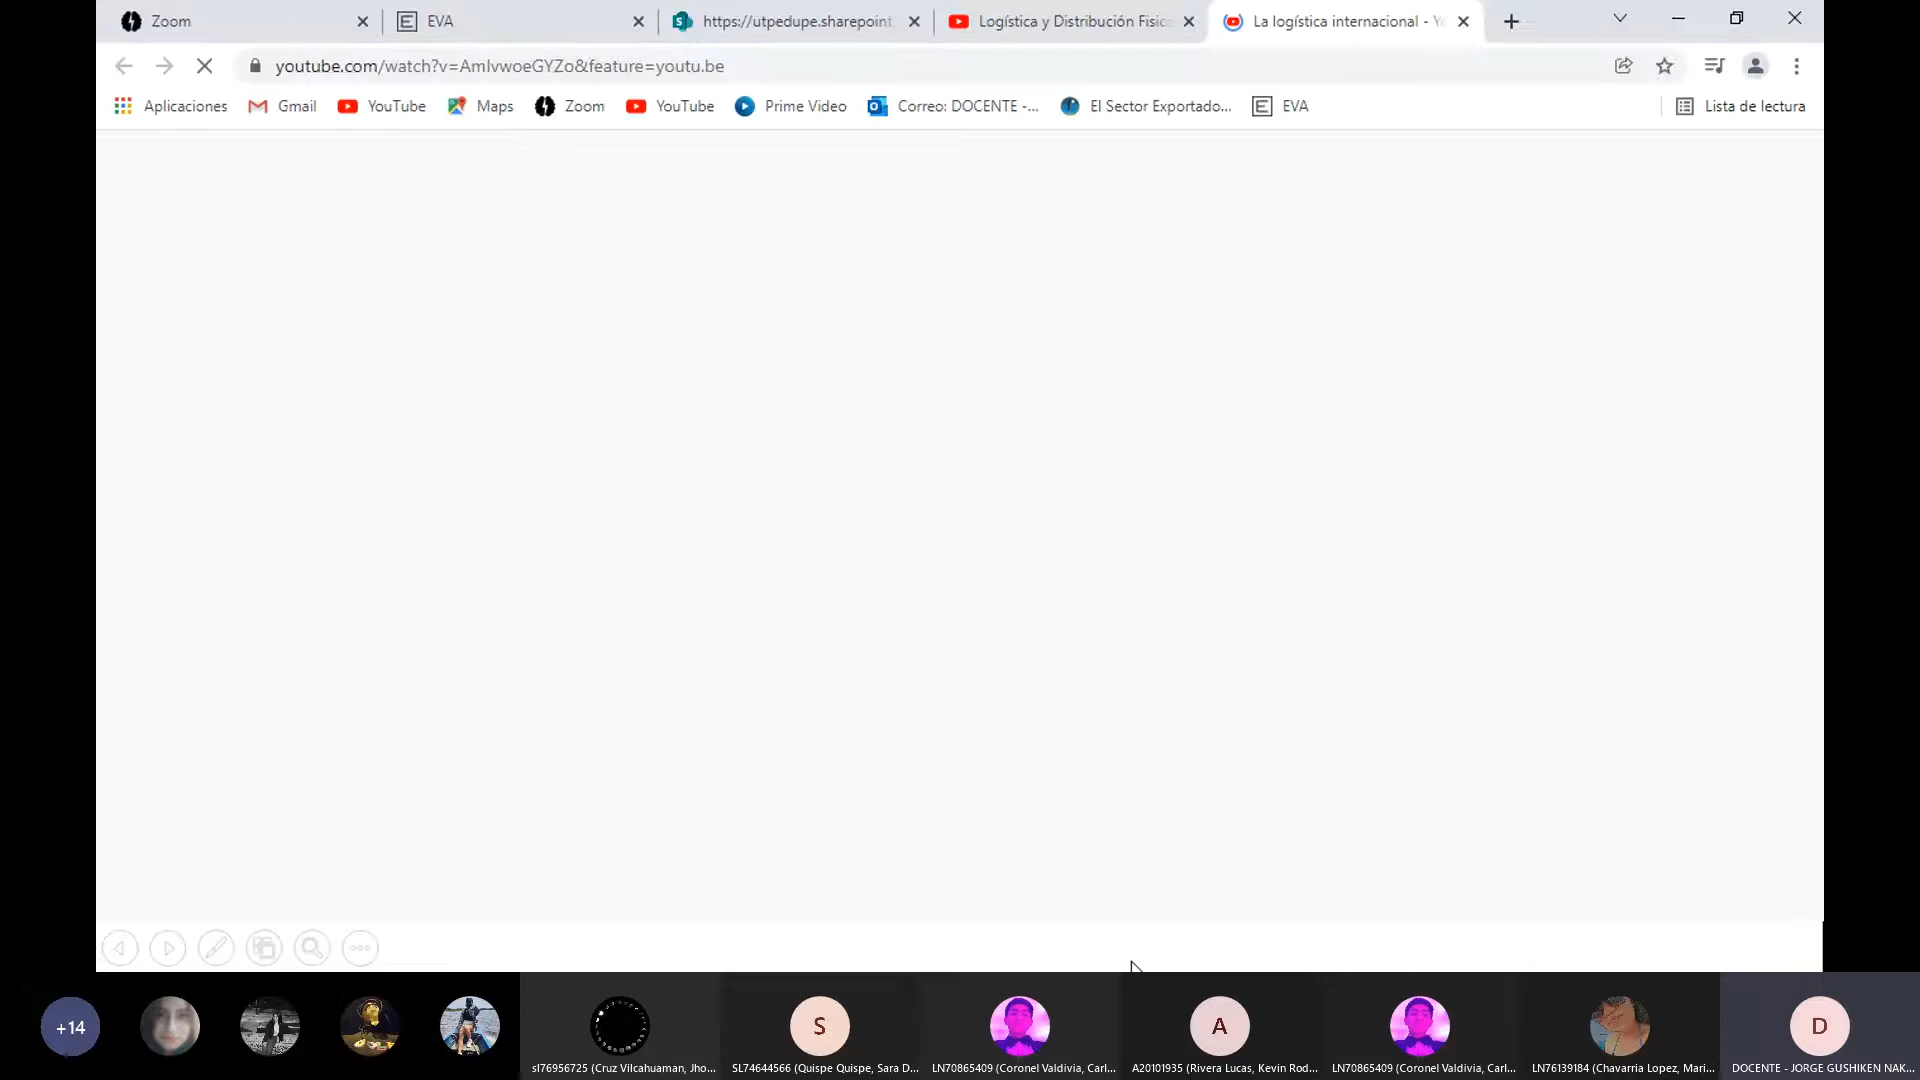 Zoom
EVA
https://utpedupe.sharepoint
Logística y Distribución Físic
La logística internacional - Yo
youtube.com/watch?v=AmIvwoeGYZo&feature=youtu.be
Aplicaciones
Gmail
YouTube
Maps
Zoom
YouTube
Prime Video
Correo: DOCENTE -...
El Sector Exportado...
EVA
Lista de lectura
+14
S
A
D
sl76956725 (Cruz Vilcahuaman, Jho...
SL74644566 (Quispe Quispe, Sara D...
LN70865409 (Coronel Valdivia, Carl...
A20101935 (Rivera Lucas, Kevin Rod...
LN70865409 (Coronel Valdivia, Carl...
LN76139184 (Chavarria Lopez, Mari...
DOCENTE - JORGE GUSHIKEN NAK...